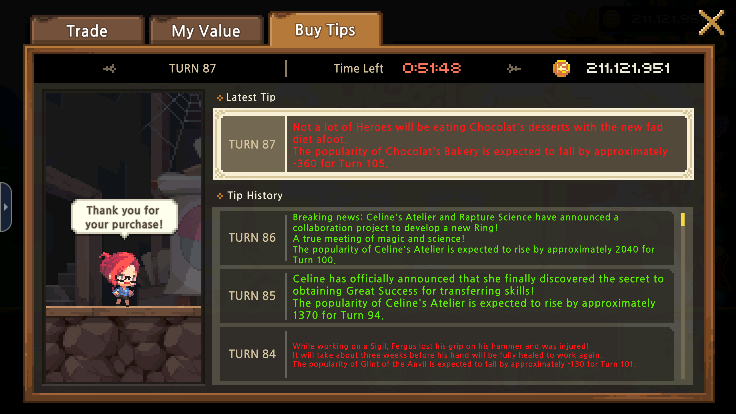 Trade
My Value
Buy Tips
TURN 87
Time Left
0:51:48
211,121,951
Latest Tip
TURN 87
Not a lot of Heroes will be eating Chocolat's desserts with the new fad
diet afoot.
The popularity of Chocolat's Bakery is expected to fall by approximately
-360 for Turn 105.
Tip History
Thank you for
your purchase!
TURN 86
Breaking news: Celine's Atelier and Rapture Science have announced a
collaboration project to develop a new Ring!
A true meeting of magic and science!
The popularity of Celine's Atelier is expected to rise by approximately 2040 for
Turn 100.
TURN 85
Celine has officially announced that she finally discovered the secret to
obtaining Great Success for transferring skills!
The popularity of Celine's Atelier is expected to rise by approximately
1370 for Turn 94.
TURN 84
While working on a Sigil, Fergus lost his grip on his hammer and was injured!
It will take about three weeks before his hand will be fully healed to work again.
The popularity of Glint of the Anvil is expected to fall by approximately -130 for Turn 101.